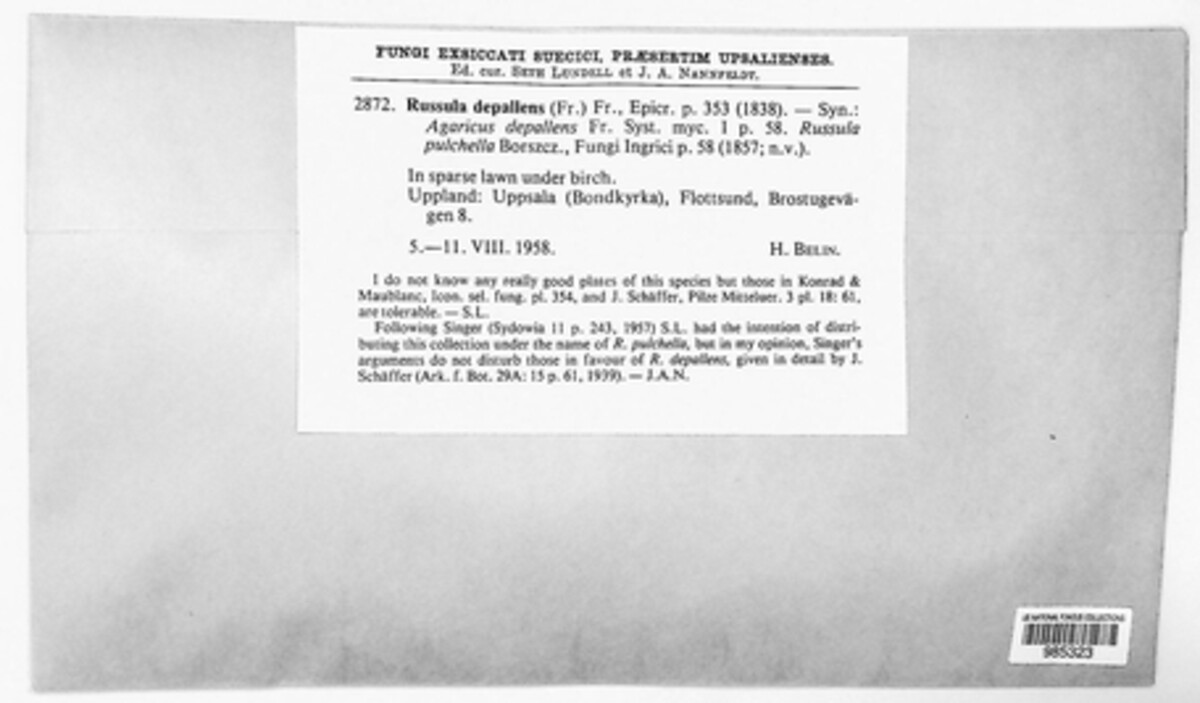 FUNGI EXSICCATI SUECICI, PRÆSERTIM UPSALIENSES.
Ed. cur. SETH LUNDELL et J. A. NANNFELDT.
2872. Russula depallens (Fr.) Fr., Epicr. p. 353 (1838). — Syn.:
Agaricus depallens Fr. Syst. myc. I p. 58. Russula
pulchella Borszcz., Fungi Ingrici p. 58 (1857; n.v.).
In sparse lawn under birch.
Uppland: Uppsala (Bondkyrka), Flottsund, Brostugevä-
gen 8.
5.—11. VIII. 1958. H. BELIN.
I do not know any really good plates of this species but those in Konrad &
Maublanc, Icon. sel. fung. pl. 354, and J. Schäffer, Pilze Mitteleur. 3 pl. 18: 61,
are tolerable. — S.L.
Following Singer (Sydowia 11 p. 243, 1957) S.L. had the intention of distri-
buting this collection under the name of R. pulchella, but in my opinion, Singer's
arguments do not disturb those in favour of R. depallens, given in detail by J.
Schäffer (Ark. f. Bot. 29A: 15 p. 61, 1939). — J.A.N.
US NATIONAL FUNGUS COLLECTIONS
985323